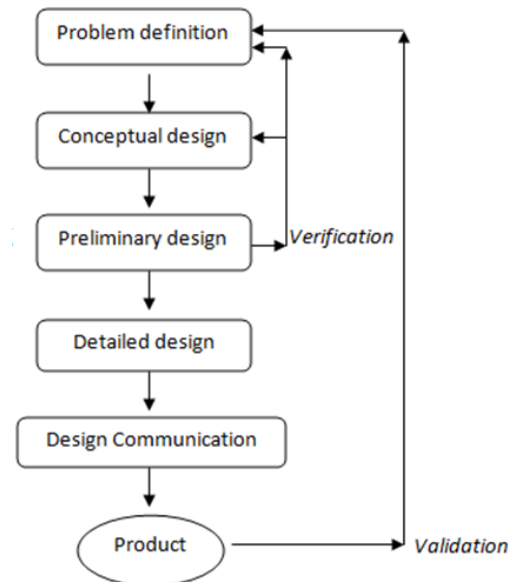 Problem definition
Conceptual design
Preliminary design
Verification
Detailed design
Design Communication
Product
Validation